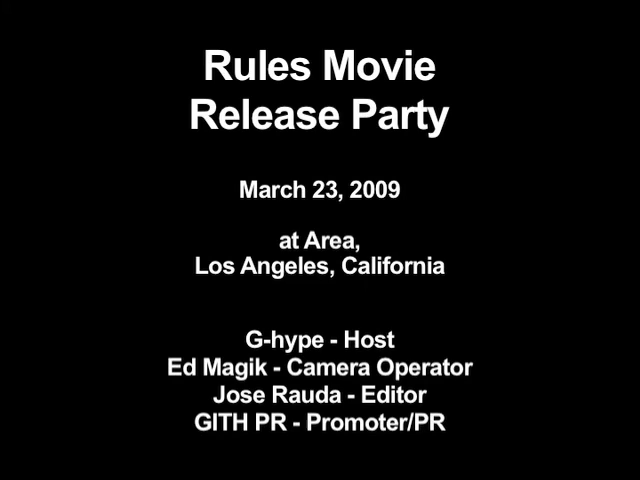 Rules Movie
Release Party
March 23, 2009
at Area,
Los Angeles, California
G-hype - Host
Ed Magik - Camera Operator
Jose Rauda - Editor
GITH PR - Promoter/PR